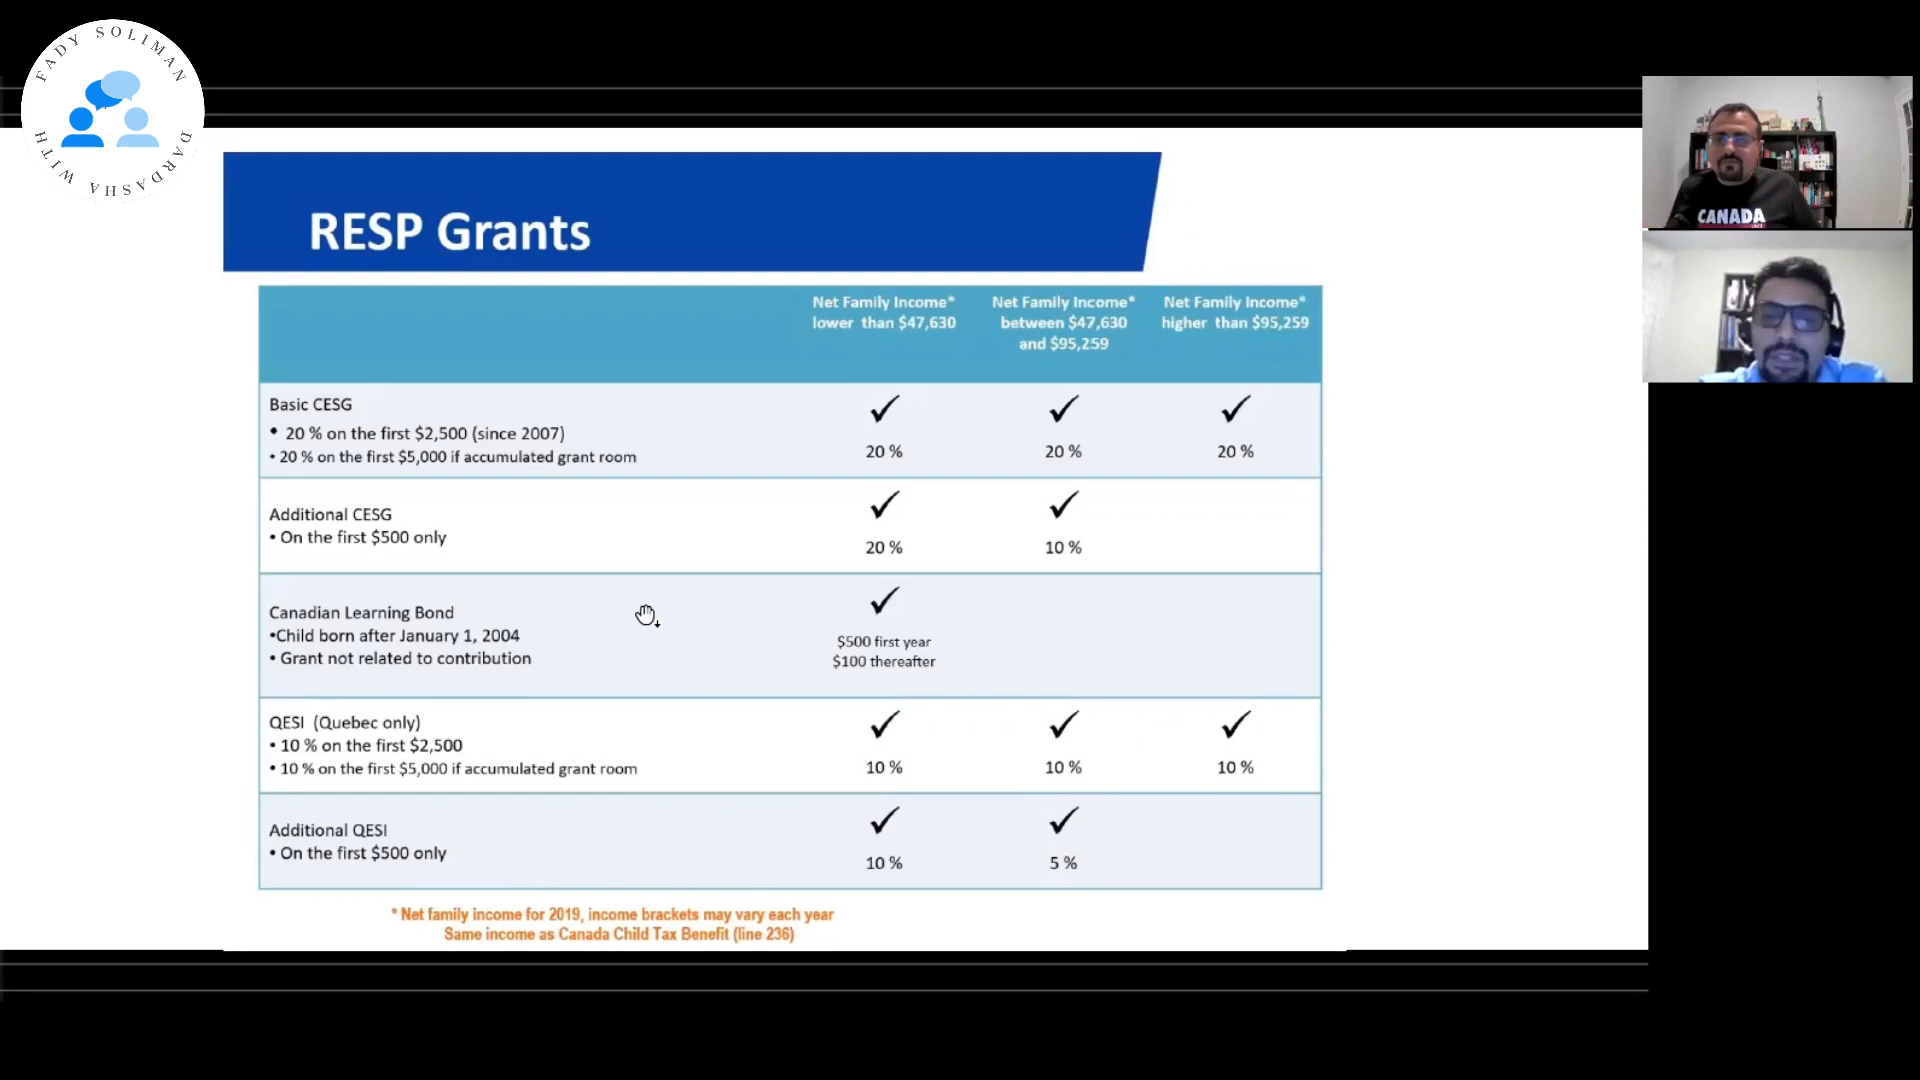 FADY SOLIMAN
DARDASHA WITH
CANADA
RESP Grants
Net Family Income*
lower than $47,630
Net Family Income*
between $47,630
and $95,259
Net Family Income*
higher than $95,259
Basic CESG
• 20 % on the first $2,500 (since 2007)
• 20 % on the first $5,000 if accumulated grant room
✓ ✓ ✓
20 % 20 % 20 %
Additional CESG
• On the first $500 only
✓ ✓
20 % 10 %
Canadian Learning Bond
•Child born after January 1, 2004
• Grant not related to contribution
✓
$500 first year
$100 thereafter
QESI (Quebec only)
• 10 % on the first $2,500
• 10 % on the first $5,000 if accumulated grant room
✓ ✓ ✓
10 % 10 % 10 %
Additional QESI
• On the first $500 only
✓ ✓
10 % 5 %
* Net family income for 2019, income brackets may vary each year
Same income as Canada Child Tax Benefit (line 236)